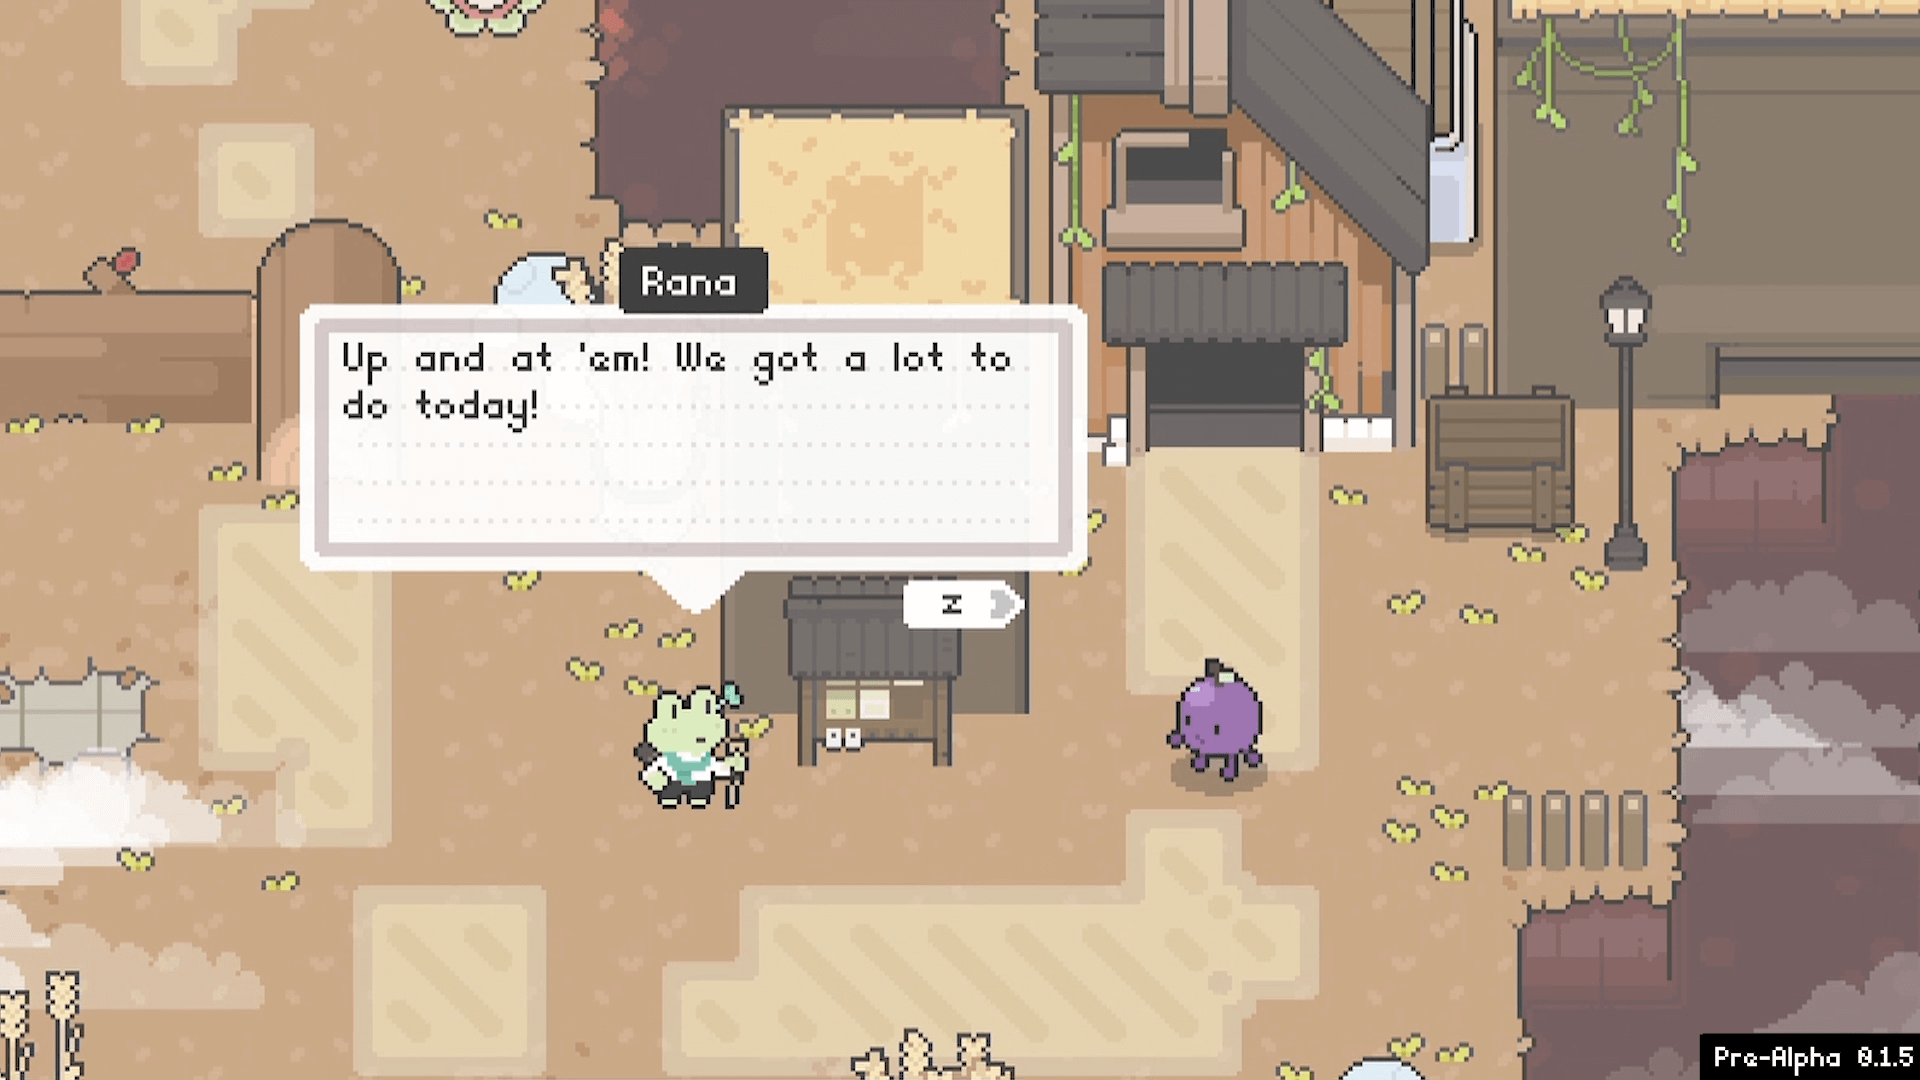 Rana
Up and at 'em! We got a lot to
do today!
z
Pre-Alpha 0.1.5